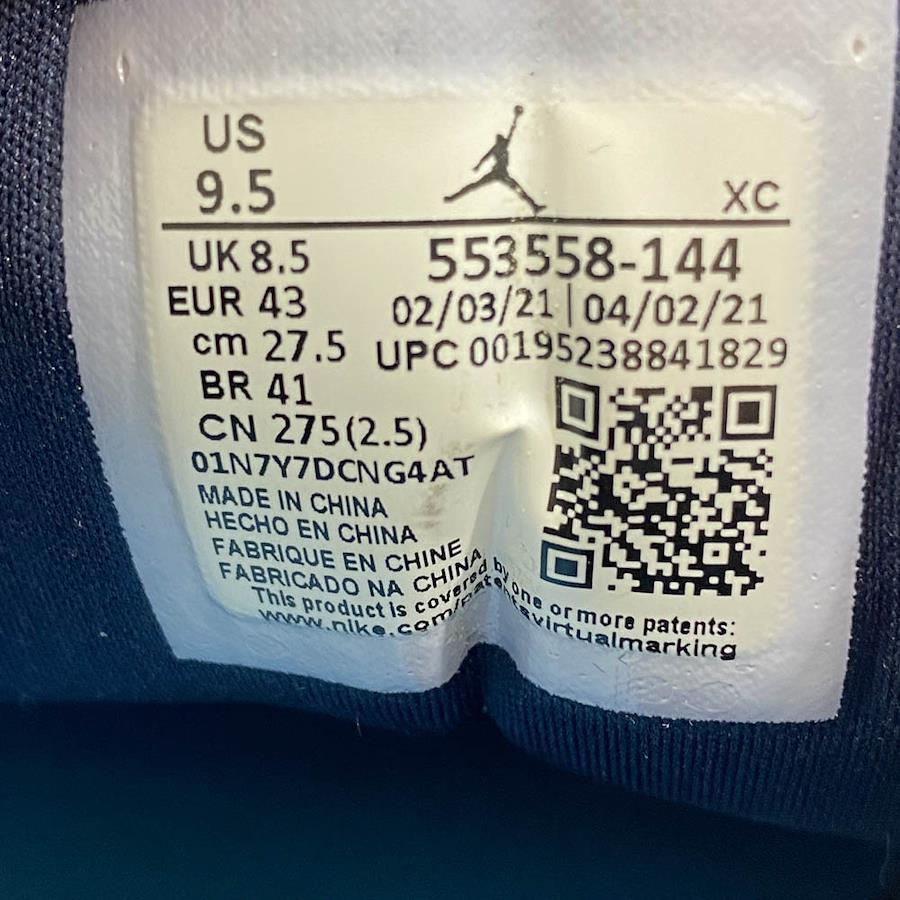 US
9.5
XC
UK 8.5
553558-144
EUR 43
02/03/21 | 04/02/21
cm 27.5
UPC 00195238841829
BR 41
CN 275(2.5)
01N7Y7DCNG4AT
MADE IN CHINA
HECHO EN CHINA
FABRIQUE EN CHINE
FABRICADO NA CHINA
This product is covered by one or more patents:
www.nike.com/patentsvirtualmarking